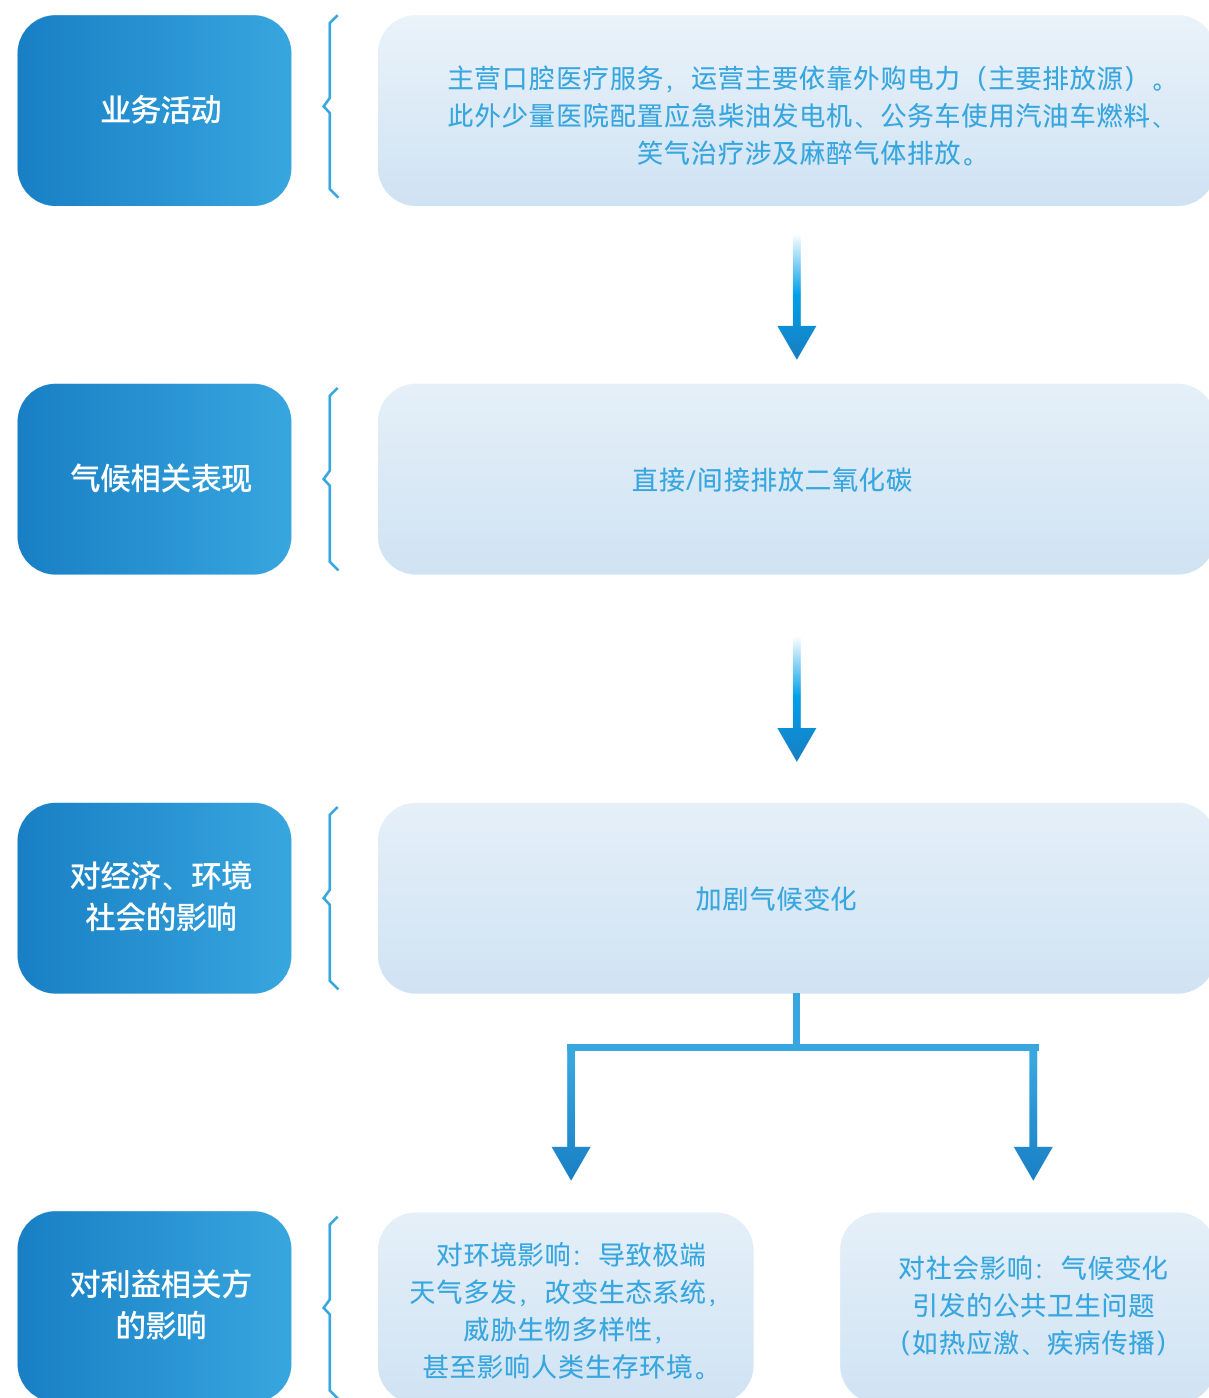 业务活动
主营口腔医疗服务，运营主要依靠外购电力（主要排放源）。
此外少量医院配置应急柴油发电机、公务车使用汽油车燃料、
笑气治疗涉及麻醉气体排放。
气候相关表现
直接/间接排放二氧化碳
对经济、环境
社会的影响
加剧气候变化
对利益相关方
的影响
对环境影响：导致极端
天气多发，改变生态系统，
威胁生物多样性，
甚至影响人类生存环境。
对社会影响：气候变化
引发的公共卫生问题
（如热应激、疾病传播）